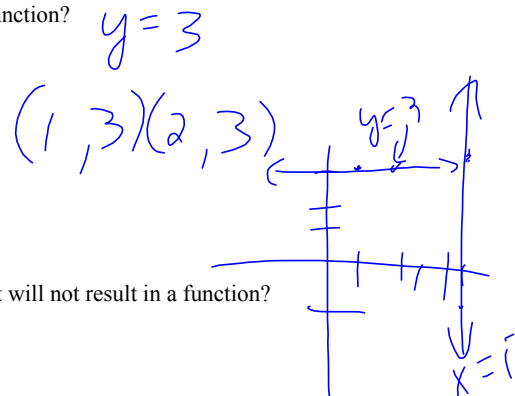 unction?
y = 3
(1, 3)(2, 3)
y = 3
t will not result in a function?
x =